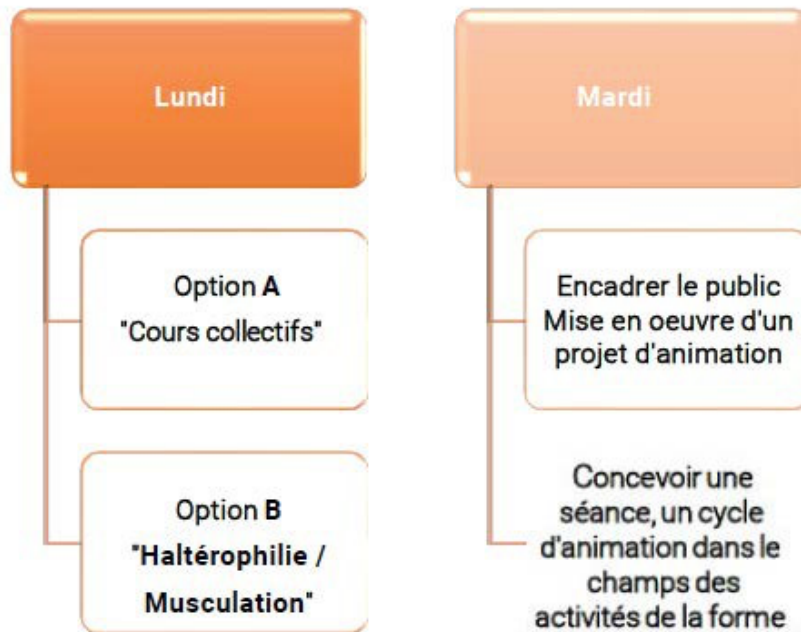 Lundi
Option A
"Cours collectifs"
Option B
"Haltérophilie /
Musculation"
Mardi
Encadrer le public
Mise en oeuvre d'un
projet d'animation
Concevoir une
séance, un cycle
d'animation dans le
champs des
activités de la forme